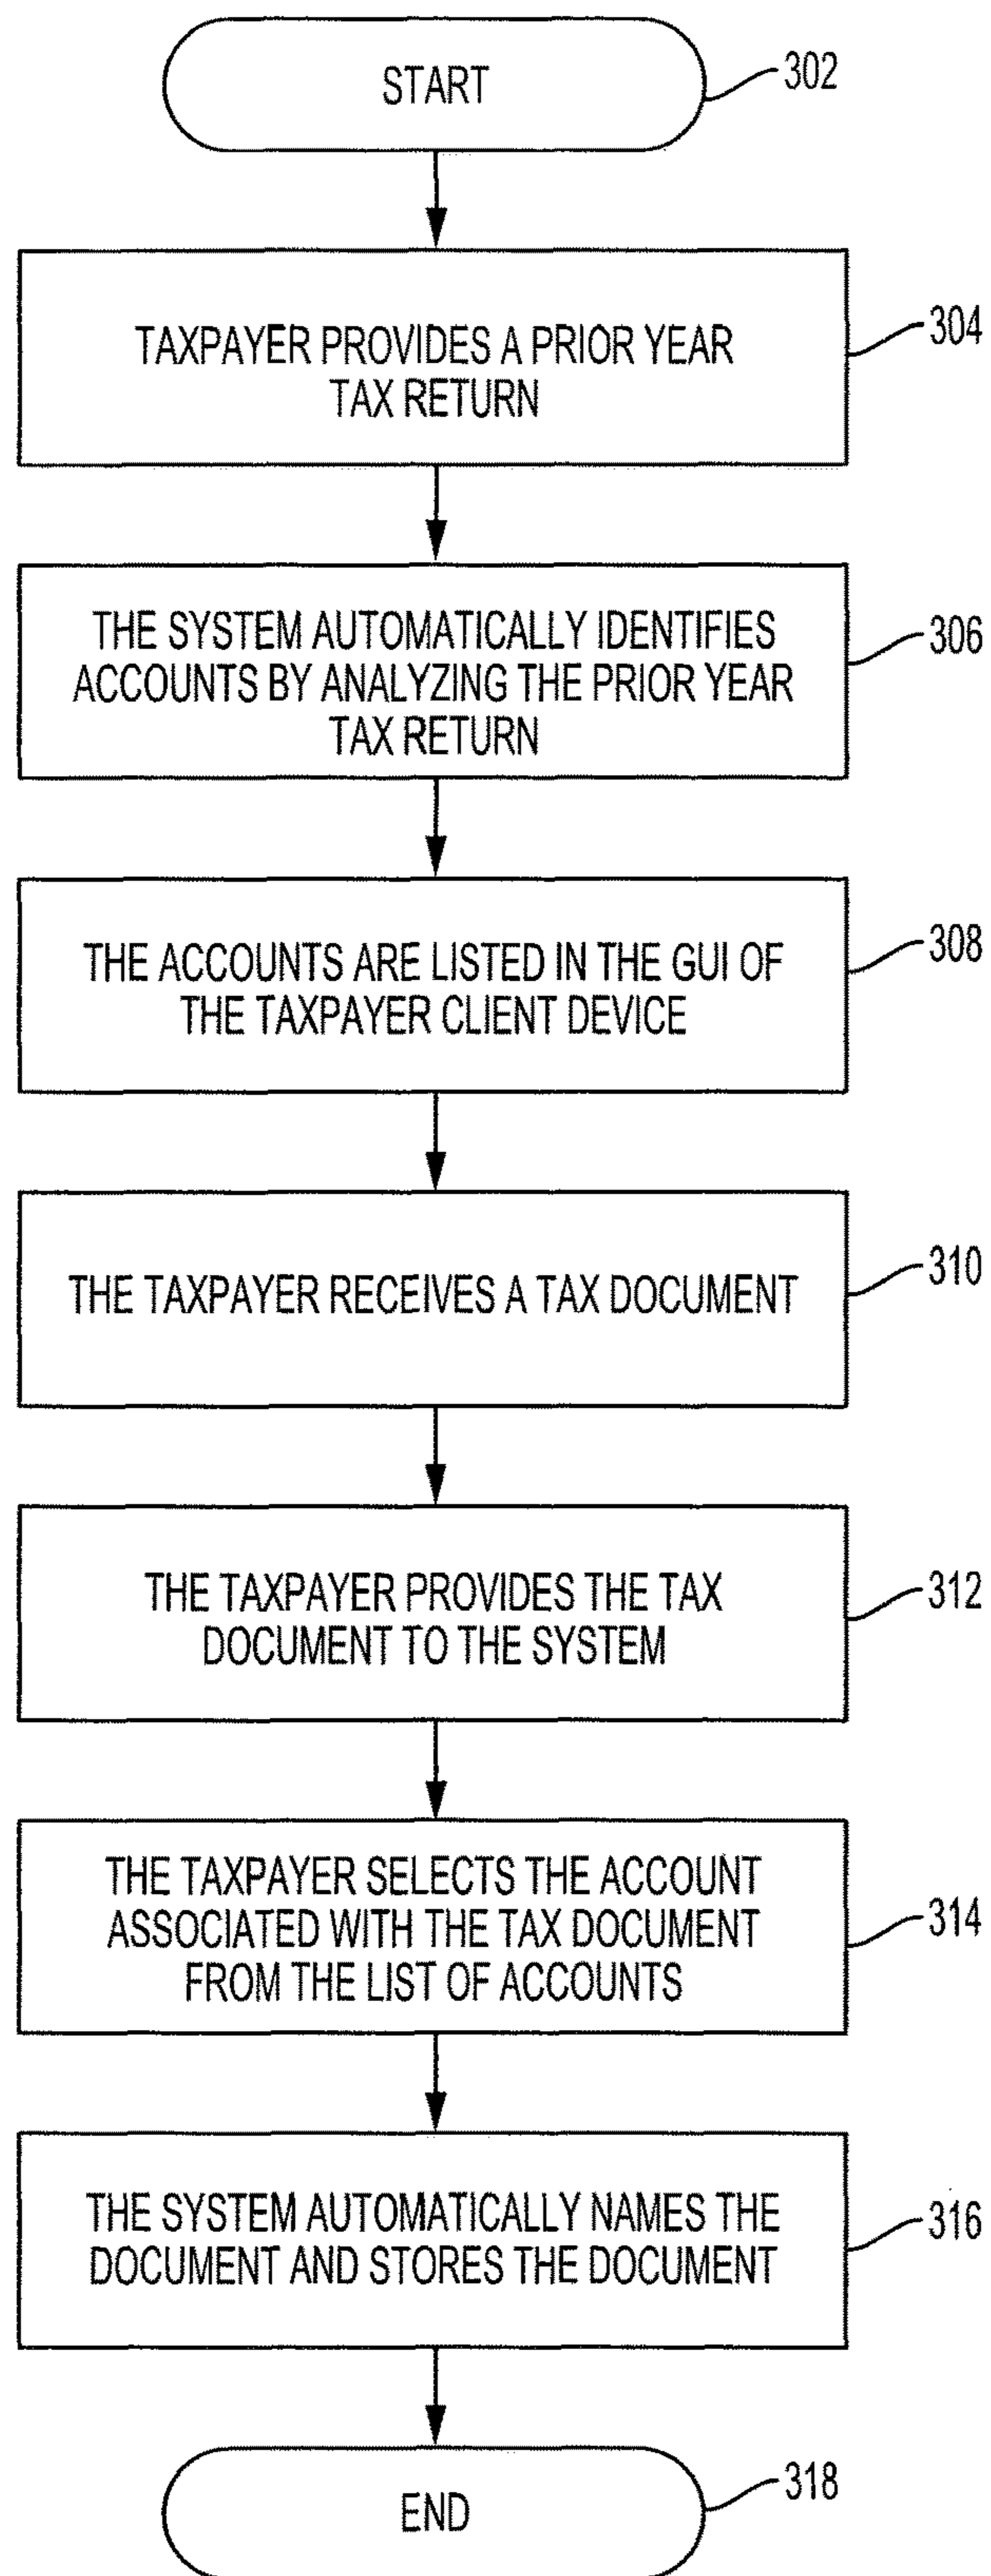 START
302
TAXPAYER PROVIDES A PRIOR YEAR
TAX RETURN
304
THE SYSTEM AUTOMATICALLY IDENTIFIES
ACCOUNTS BY ANALYZING THE PRIOR YEAR
TAX RETURN
306
THE ACCOUNTS ARE LISTED IN THE GUI OF
THE TAXPAYER CLIENT DEVICE
308
THE TAXPAYER RECEIVES A TAX DOCUMENT
310
THE TAXPAYER PROVIDES THE TAX
DOCUMENT TO THE SYSTEM
312
THE TAXPAYER SELECTS THE ACCOUNT
ASSOCIATED WITH THE TAX DOCUMENT
FROM THE LIST OF ACCOUNTS
314
THE SYSTEM AUTOMATICALLY NAMES THE
DOCUMENT AND STORES THE DOCUMENT
316
END
318